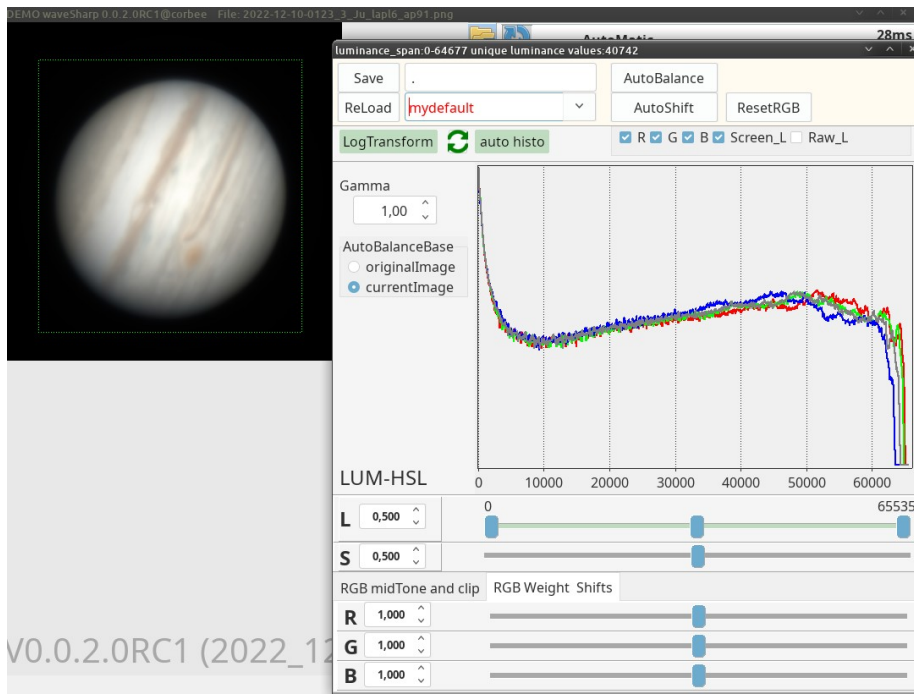 DEMO waveSharp 0.0.2.0RC1@corbee File: 2022-12-10-0123_3_Ju_lapl6_ap91.png
AutoMatic
28ms
luminance_span:0-64677 unique luminance values:40742
Save
.
AutoBalance
ReLoad
mydefault
AutoShift
ResetRGB
LogTransform
auto histo
R G B Screen_L Raw_L
Gamma
1,00
AutoBalanceBase
originalImage
currentImage
LUM-HSL
0 10000 20000 30000 40000 50000 60000
L 0,500
0
65535
S 0,500
RGB midTone and clip
RGB Weight Shifts
R 1,000
G 1,000
B 1,000
V0.0.2.0RC1 (2022_12